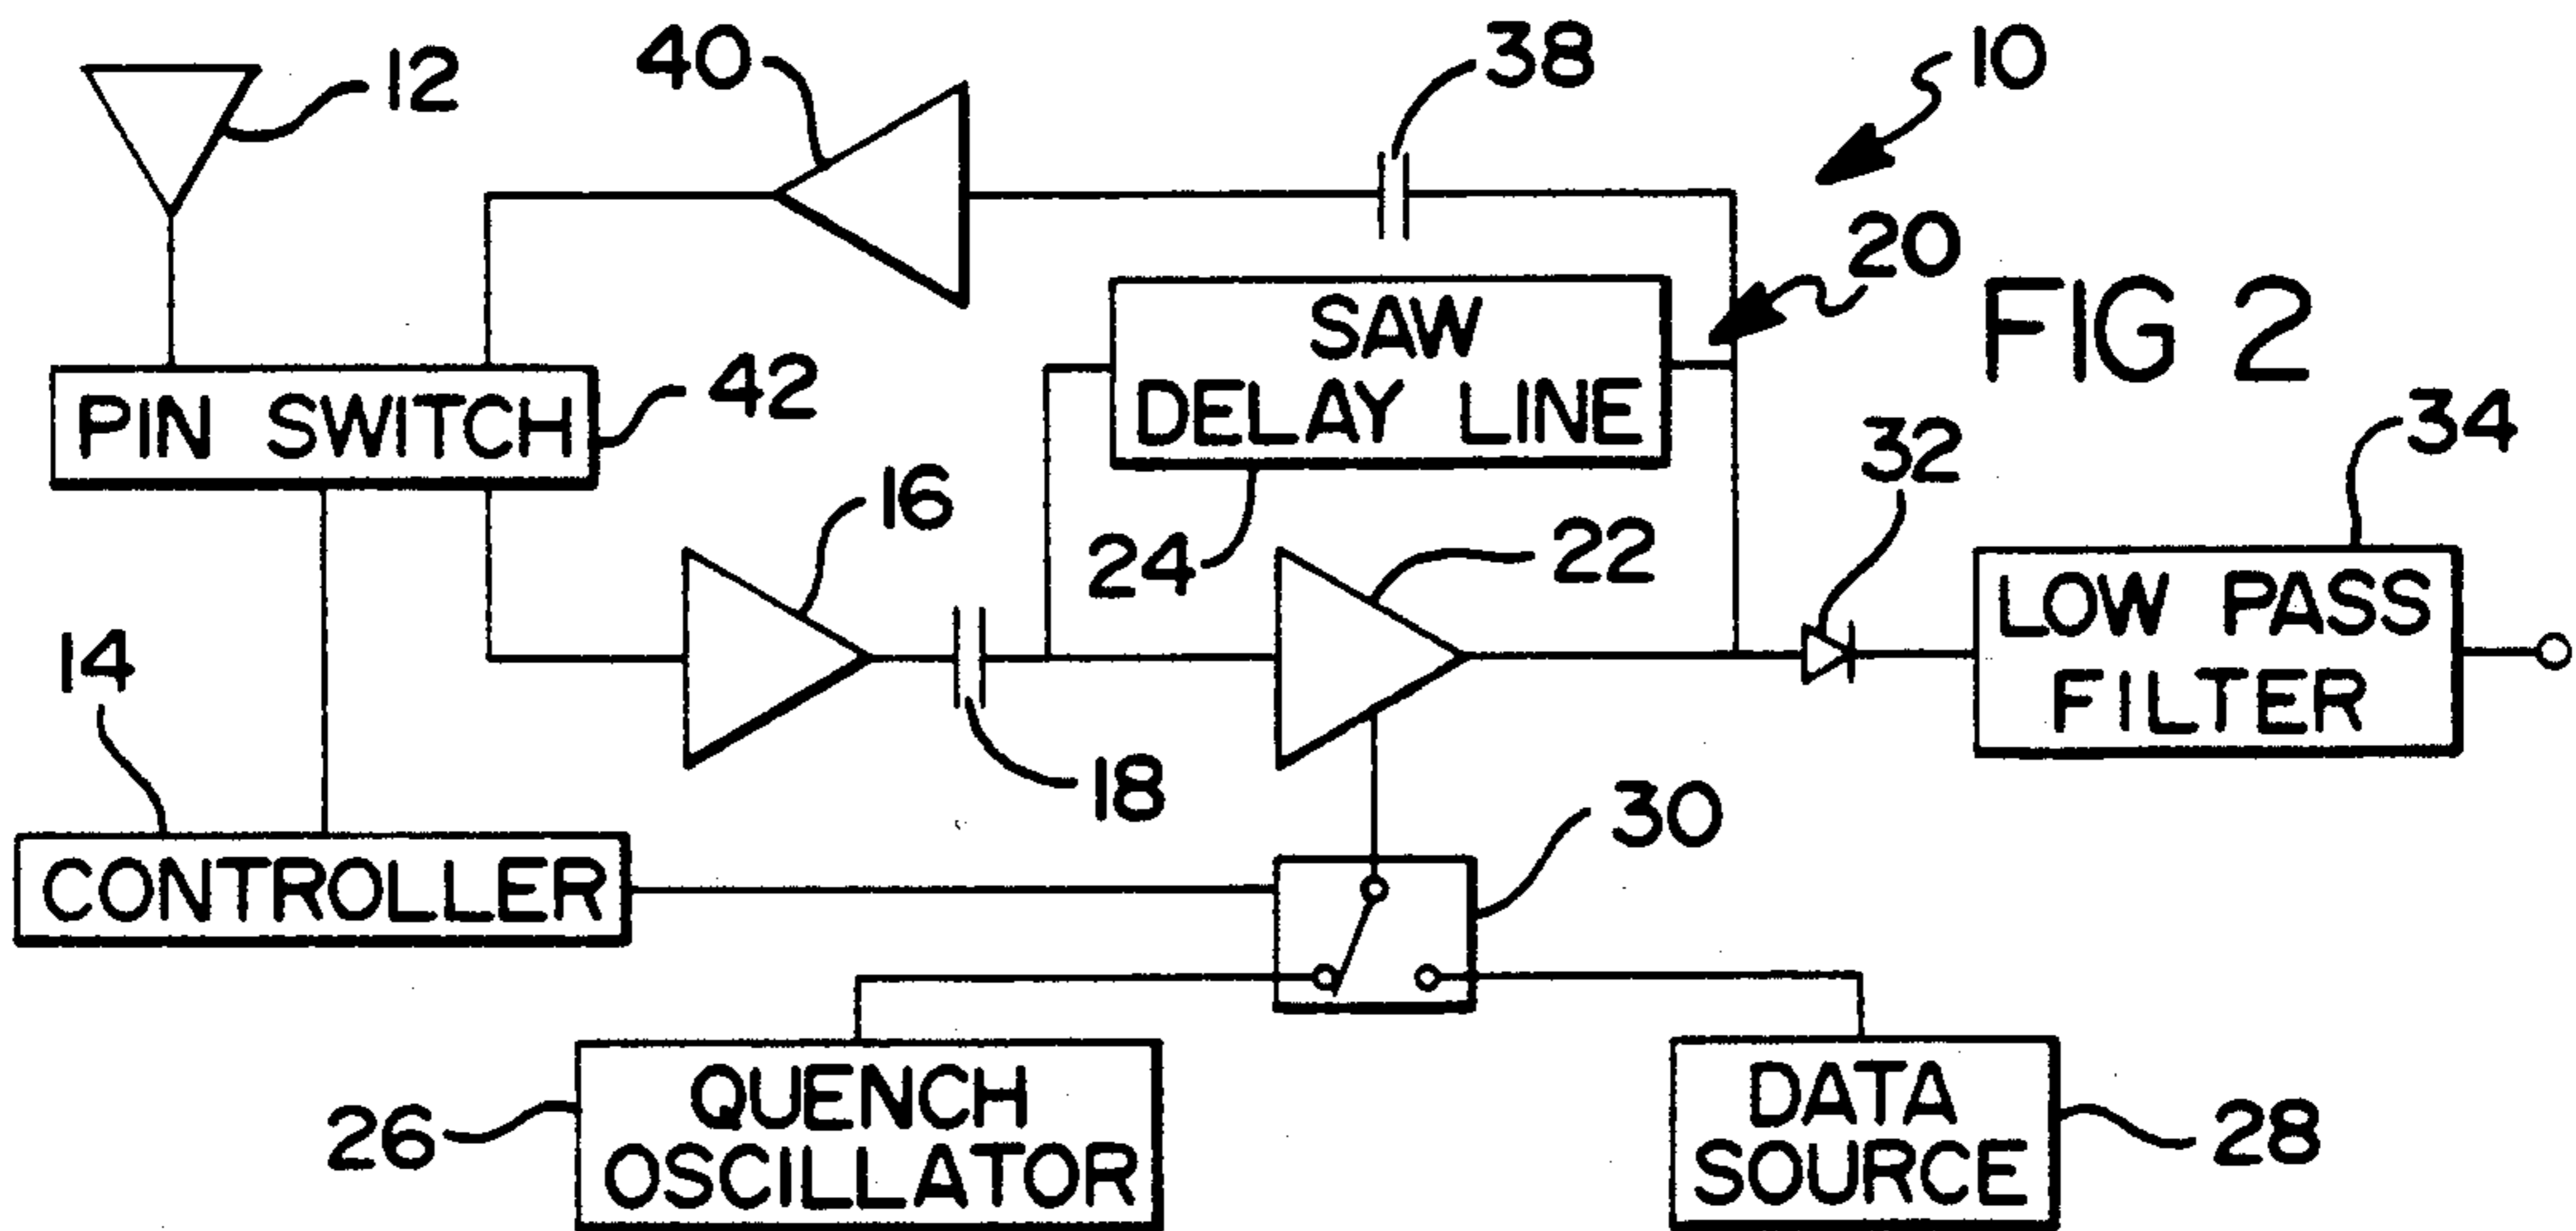 12
40
38
10
20
FIG 2
SAW
DELAY LINE
PIN SWITCH
42
16
24
22
32
34
LOW PASS
FILTER
14
18
30
CONTROLLER
QUENCH
OSCILLATOR
26
DATA
SOURCE
28